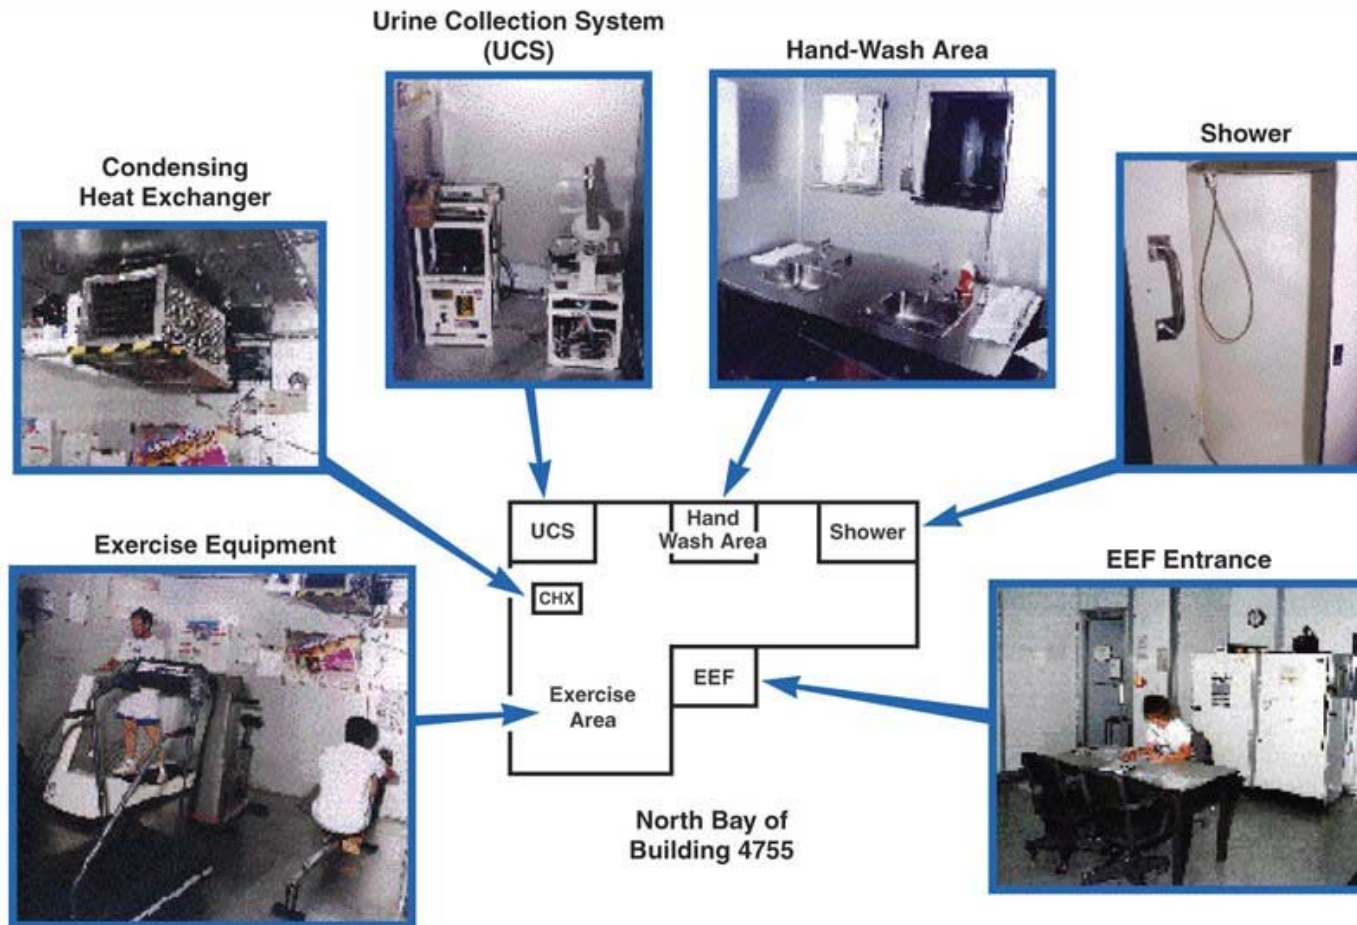 Urine Collection System
(UCS)
Hand-Wash Area
Shower
Condensing
Heat Exchanger
Exercise Equipment
EEF Entrance
UCS
Hand
Wash Area
Shower
CHX
EEF
Exercise
Area
North Bay of
Building 4755